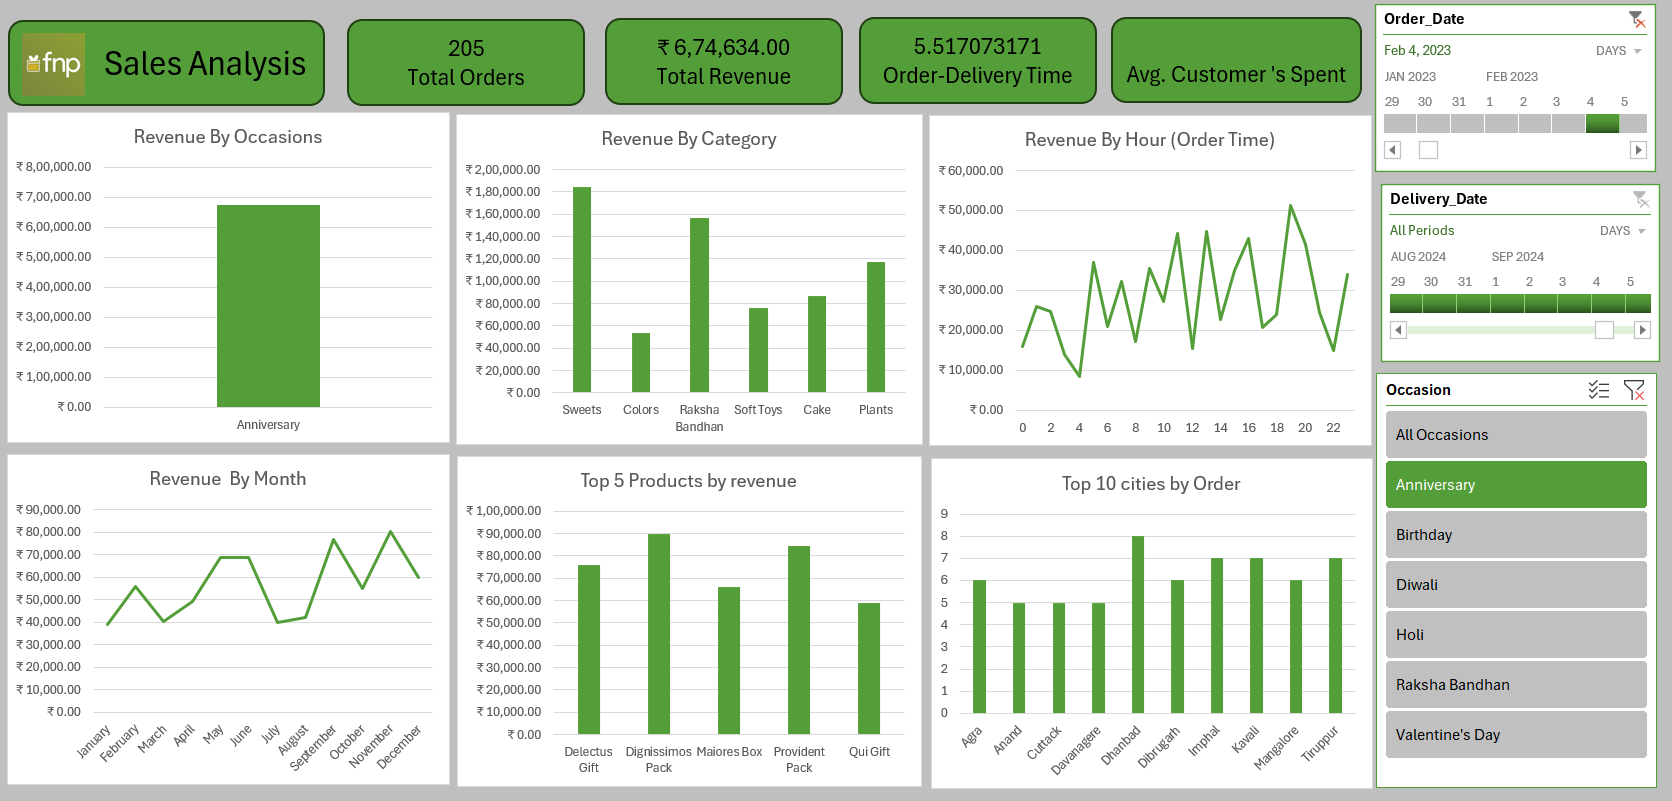 fnp
Sales Analysis
205
Total Orders
₹ 6,74,634.00
Total Revenue
5.517073171
Order-Delivery Time
Avg. Customer 's Spent
Order_Date
Feb 4, 2023
DAYS
JAN 2023 FEB 2023
29 30 31 1 2 3 4 5
Delivery_Date
All Periods
DAYS
AUG 2024 SEP 2024
29 30 31 1 2 3 4 5
Occasion
All Occasions
Anniversary
Birthday
Diwali
Holi
Raksha Bandhan
Valentine's Day
Revenue By Occasions
₹ 8,00,000.00
₹ 7,00,000.00
₹ 6,00,000.00
₹ 5,00,000.00
₹ 4,00,000.00
₹ 3,00,000.00
₹ 2,00,000.00
₹ 1,00,000.00
₹ 0.00
Anniversary
Revenue By Category
₹ 2,00,000.00
₹ 1,80,000.00
₹ 1,60,000.00
₹ 1,40,000.00
₹ 1,20,000.00
₹ 1,00,000.00
₹ 80,000.00
₹ 60,000.00
₹ 40,000.00
₹ 20,000.00
₹ 0.00
Sweets Colors Raksha Soft Toys Cake Plants
Bandhan
Revenue By Hour (Order Time)
₹ 60,000.00
₹ 50,000.00
₹ 40,000.00
₹ 30,000.00
₹ 20,000.00
₹ 10,000.00
₹ 0.00
0 2 4 6 8 10 12 14 16 18 20 22
Revenue  By Month
₹ 90,000.00
₹ 80,000.00
₹ 70,000.00
₹ 60,000.00
₹ 50,000.00
₹ 40,000.00
₹ 30,000.00
₹ 20,000.00
₹ 10,000.00
₹ 0.00
January February March April May June July August September October November December
Top 5 Products by revenue
₹ 1,00,000.00
₹ 90,000.00
₹ 80,000.00
₹ 70,000.00
₹ 60,000.00
₹ 50,000.00
₹ 40,000.00
₹ 30,000.00
₹ 20,000.00
₹ 10,000.00
₹ 0.00
Delectus Dignissimos Maiores Box Provident Qui Gift
Gift Pack Pack
Top 10 cities by Order
9
8
7
6
5
4
3
2
1
0
Agra Anand Cuttack Davanagere Dhanbad Dibrugarh Imphal Kavali Mangalore Tiruppur